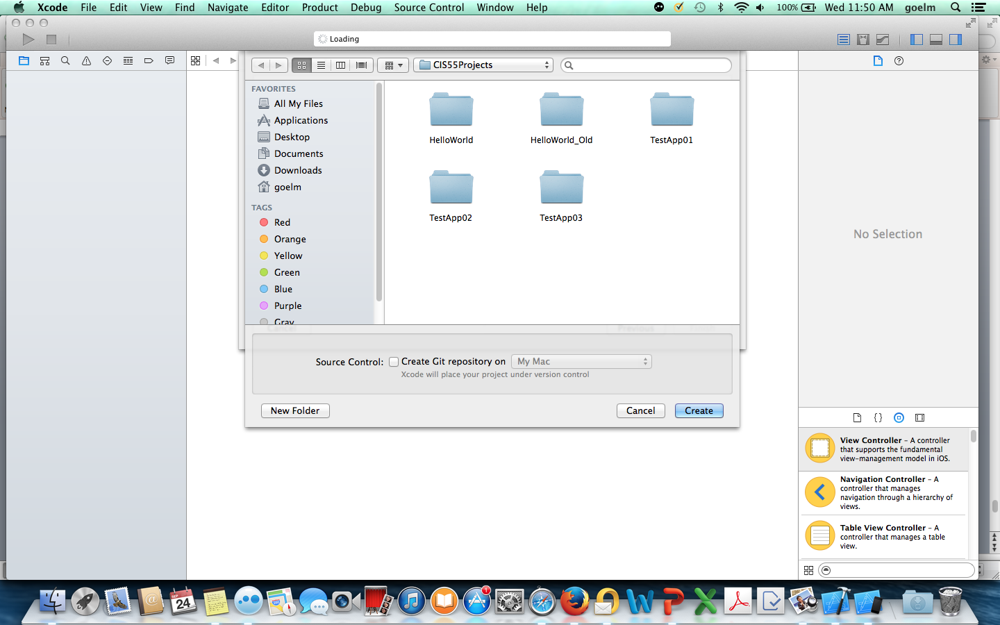 Xcode File Edit View Find Navigate Editor Product Debug Source Control Window Help 100% Wed 11:50 AM goelm
Loading
CIS55Projects
FAVORITES
All My Files
Applications
Desktop
Documents
Downloads
goelm
TAGS
Red
Orange
Yellow
Green
Blue
Purple
Gray
HelloWorld HelloWorld_Old TestApp01
TestApp02 TestApp03
Cancel Previous
Source Control: Create Git repository on My Mac
Xcode will place your project under version control
New Folder Cancel Create
No Selection
View Controller – A controller
that supports the fundamental
view-management model in iOS.
Navigation Controller – A
controller that manages
navigation through a hierarchy of
views.
Table View Controller – A
controller that manages a table
view.
SEP
24
1